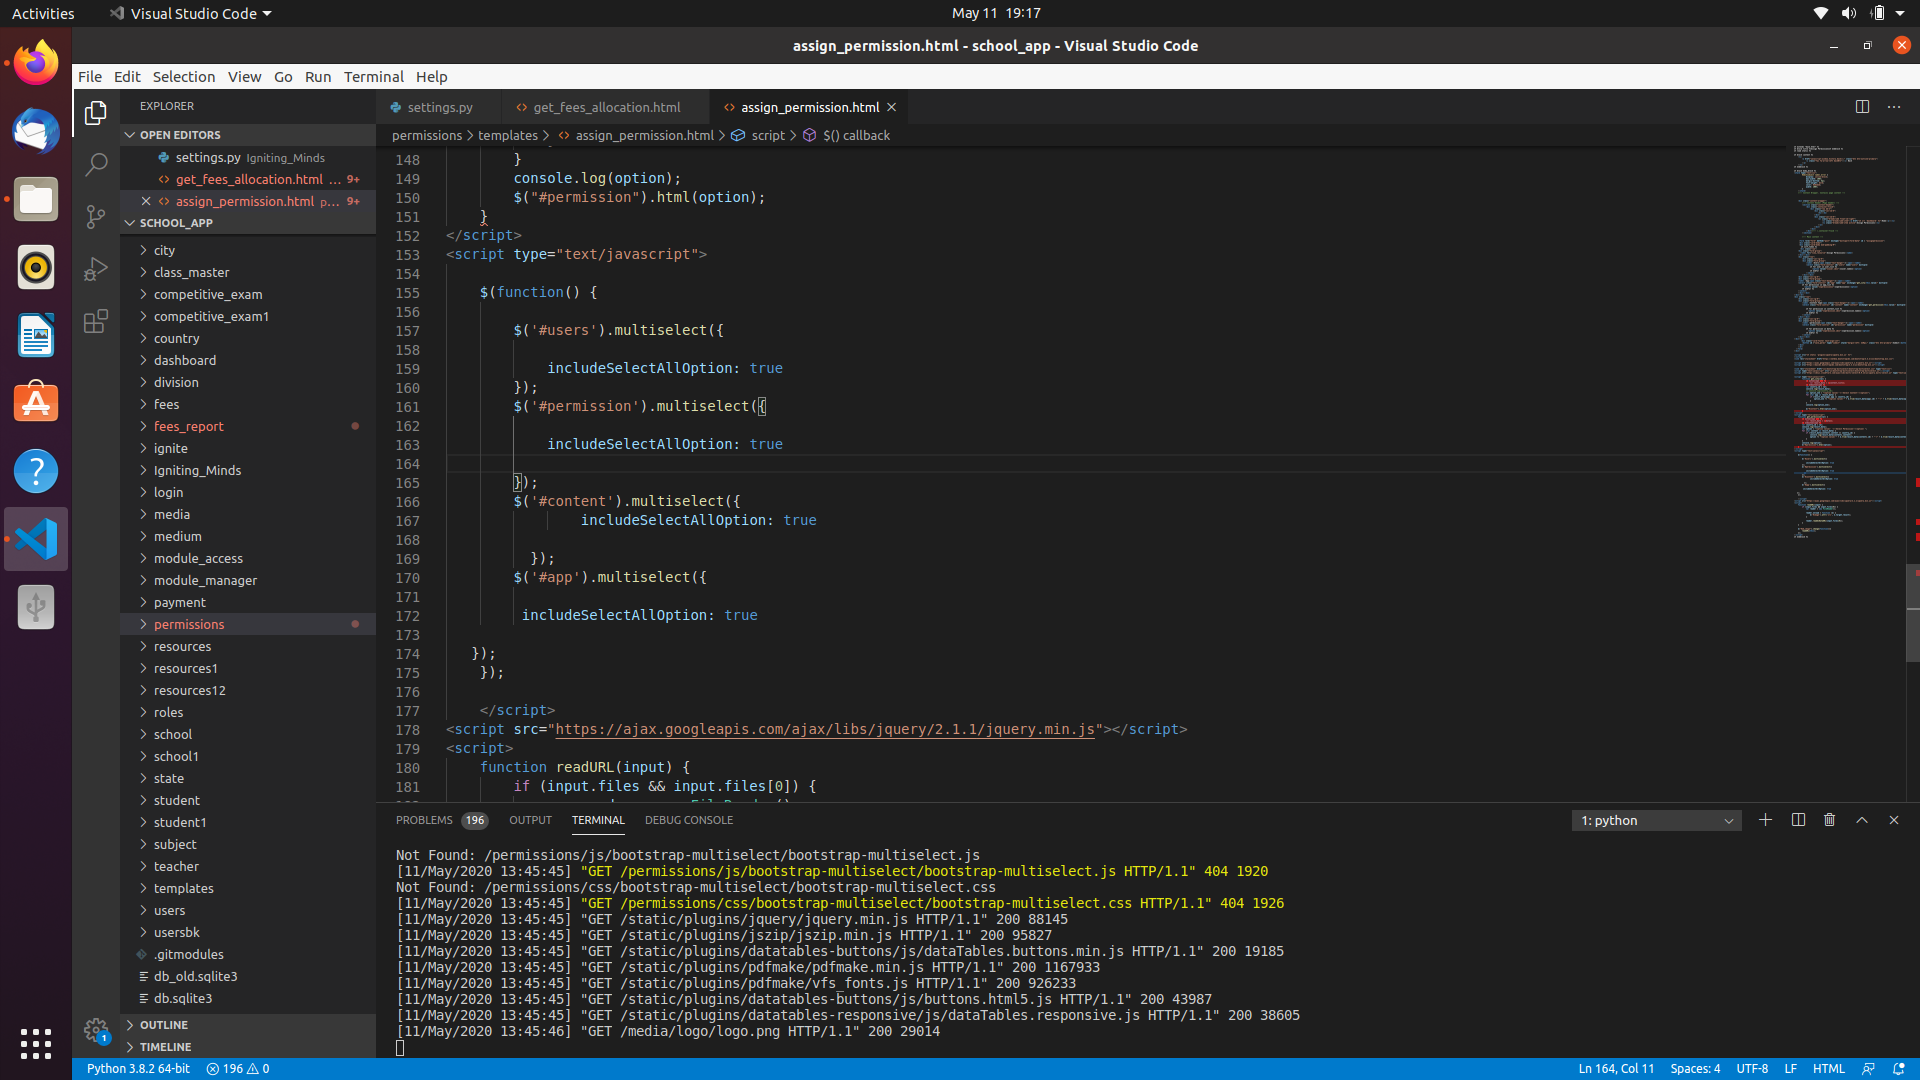 Activities
Visual Studio Code
May 11 19:17
assign_permission.html - school_app - Visual Studio Code
File Edit Selection View Go Run Terminal Help
EXPLORER
settings.py
get_fees_allocation.html
assign_permission.html
OPEN EDITORS
permissions > templates > assign_permission.html > script > $() callback
settings.py Igniting_Minds
get_fees_allocation.html ... 9+
assign_permission.html p... 9+
SCHOOL_APP
city
class_master
competitive_exam
competitive_exam1
country
dashboard
division
fees
fees_report
ignite
Igniting_Minds
login
media
medium
module_access
module_manager
payment
permissions
resources
resources1
resources12
roles
school
school1
state
student
student1
subject
teacher
templates
users
usersbk
.gitmodules
db_old.sqlite3
db.sqlite3
OUTLINE
TIMELINE
1
148 }
149 console.log(option);
150 $("#permission").html(option);
151 }
152 </script>
153 <script type="text/javascript">
154
155 $(function() {
156
157 $('#users').multiselect({
158
159 includeSelectAllOption: true
160 });
161 $('#permission').multiselect({
162
163 includeSelectAllOption: true
164
165 });
166 $('#content').multiselect({
167 includeSelectAllOption: true
168
169 });
170 $('#app').multiselect({
171
172 includeSelectAllOption: true
173
174 });
175 });
176
177 </script>
178 <script src="https://ajax.googleapis.com/ajax/libs/jquery/2.1.1/jquery.min.js"></script>
179 <script>
180 function readURL(input) {
181 if (input.files && input.files[0]) {
PROBLEMS 196 OUTPUT TERMINAL DEBUG CONSOLE
1: python
Not Found: /permissions/js/bootstrap-multiselect/bootstrap-multiselect.js
[11/May/2020 13:45:45] "GET /permissions/js/bootstrap-multiselect/bootstrap-multiselect.js HTTP/1.1" 404 1920
Not Found: /permissions/css/bootstrap-multiselect/bootstrap-multiselect.css
[11/May/2020 13:45:45] "GET /permissions/css/bootstrap-multiselect/bootstrap-multiselect.css HTTP/1.1" 404 1926
[11/May/2020 13:45:45] "GET /static/plugins/jquery/jquery.min.js HTTP/1.1" 200 88145
[11/May/2020 13:45:45] "GET /static/plugins/jszip/jszip.min.js HTTP/1.1" 200 95827
[11/May/2020 13:45:45] "GET /static/plugins/datatables-buttons/js/dataTables.buttons.min.js HTTP/1.1" 200 19185
[11/May/2020 13:45:45] "GET /static/plugins/pdfmake/pdfmake.min.js HTTP/1.1" 200 1167933
[11/May/2020 13:45:45] "GET /static/plugins/pdfmake/vfs_fonts.js HTTP/1.1" 200 926233
[11/May/2020 13:45:45] "GET /static/plugins/datatables-buttons/js/buttons.html5.js HTTP/1.1" 200 43987
[11/May/2020 13:45:45] "GET /static/plugins/datatables-responsive/js/dataTables.responsive.js HTTP/1.1" 200 38605
[11/May/2020 13:45:46] "GET /media/logo/logo.png HTTP/1.1" 200 29014
Python 3.8.2 64-bit 196 0
Ln 164, Col 11 Spaces: 4 UTF-8 LF HTML